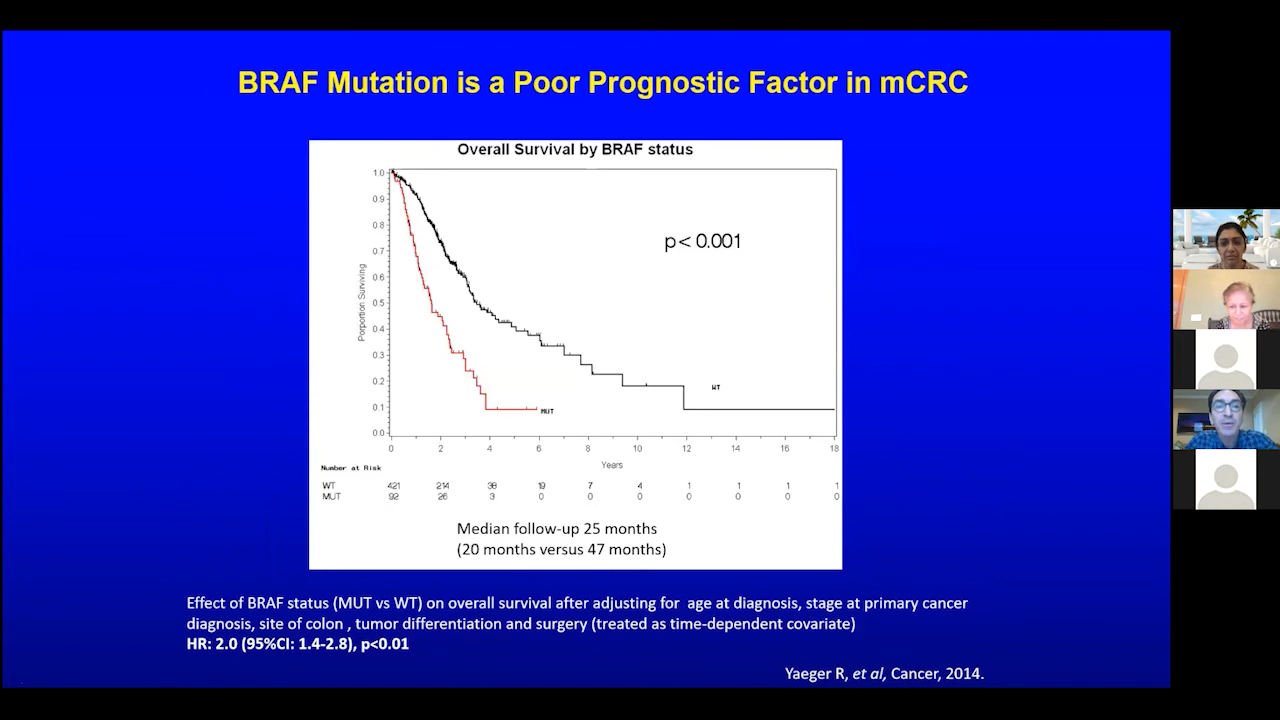 BRAF Mutation is a Poor Prognostic Factor in mCRC
Overall Survival by BRAF status
1.0
0.9
0.8
0.7
0.6
0.5
0.4
0.3
0.2
0.1
0.0
Porportion Surviving
p< 0.001
WT
MUT
0 2 4 6 8 10 12 14 16 18
Years
Number at Risk
WT 421 214 38 19 7 4 1 1 1 1
MUT 92 26 3 0 0 0 0 0 0 0
Median follow-up 25 months
(20 months versus 47 months)
Effect of BRAF status (MUT vs WT) on overall survival after adjusting for age at diagnosis, stage at primary cancer
diagnosis, site of colon , tumor differentiation and surgery (treated as time-dependent covariate)
HR: 2.0 (95%CI: 1.4-2.8), p<0.01
Yaeger R, et al, Cancer, 2014.